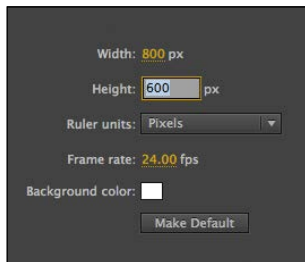 Width: 800 px
Height: 600 px
Ruler units: Pixels
Frame rate: 24.00 fps
Background color:
Make Default